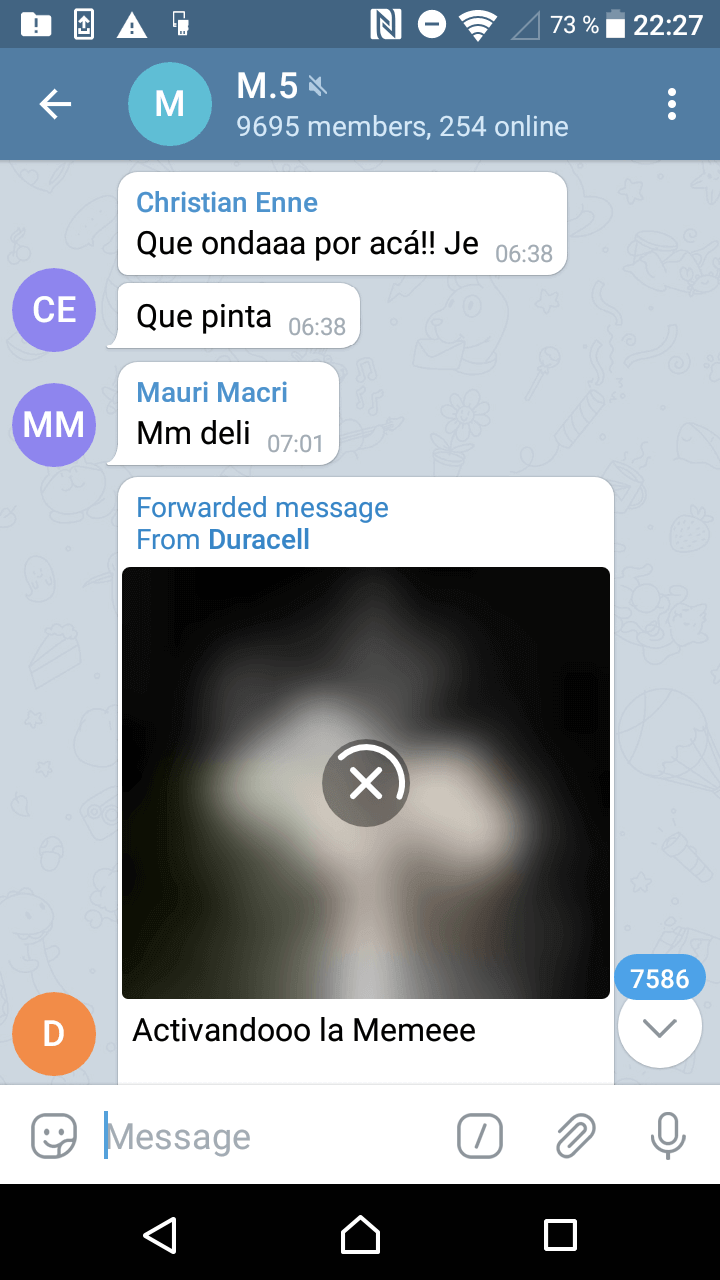 73 % 22:27
M.5
9695 members, 254 online
Christian Enne
Que ondaaa por acá!! Je 06:38
CE
Que pinta 06:38
Mauri Macri
MM
Mm deli 07:01
Forwarded message
From Duracell
7586
D
Activandooo la Memeee
Message
M